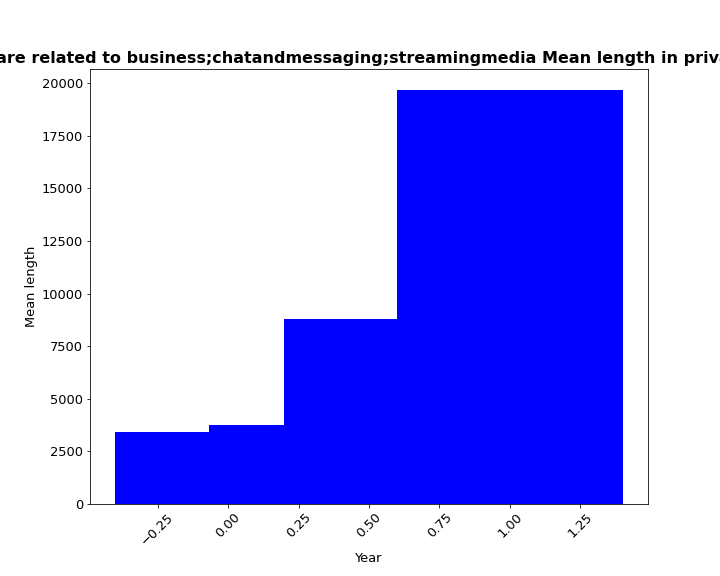 are related to business;chatandmessaging;streamingmedia Mean length in priv
20000
17500
15000
12500
10000
7500
5000
2500
0
Mean length
−0.25 0.00 0.25 0.50 0.75 1.00 1.25
Year